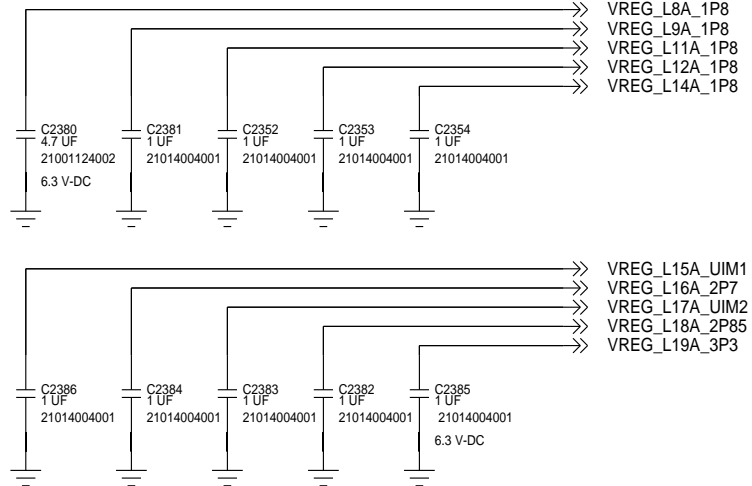 VREG_L8A_1P8
VREG_L9A_1P8
VREG_L11A_1P8
VREG_L12A_1P8
VREG_L14A_1P8
C2380
4.7 UF
21001124002
6.3 V-DC
C2381
1 UF
21014004001
C2352
1 UF
21014004001
C2353
1 UF
21014004001
C2354
1 UF
21014004001
VREG_L15A_UIM1
VREG_L16A_2P7
VREG_L17A_UIM2
VREG_L18A_2P85
VREG_L19A_3P3
C2386
1 UF
21014004001
C2384
1 UF
21014004001
C2383
1 UF
21014004001
C2382
1 UF
21014004001
C2385
1 UF
21014004001
6.3 V-DC